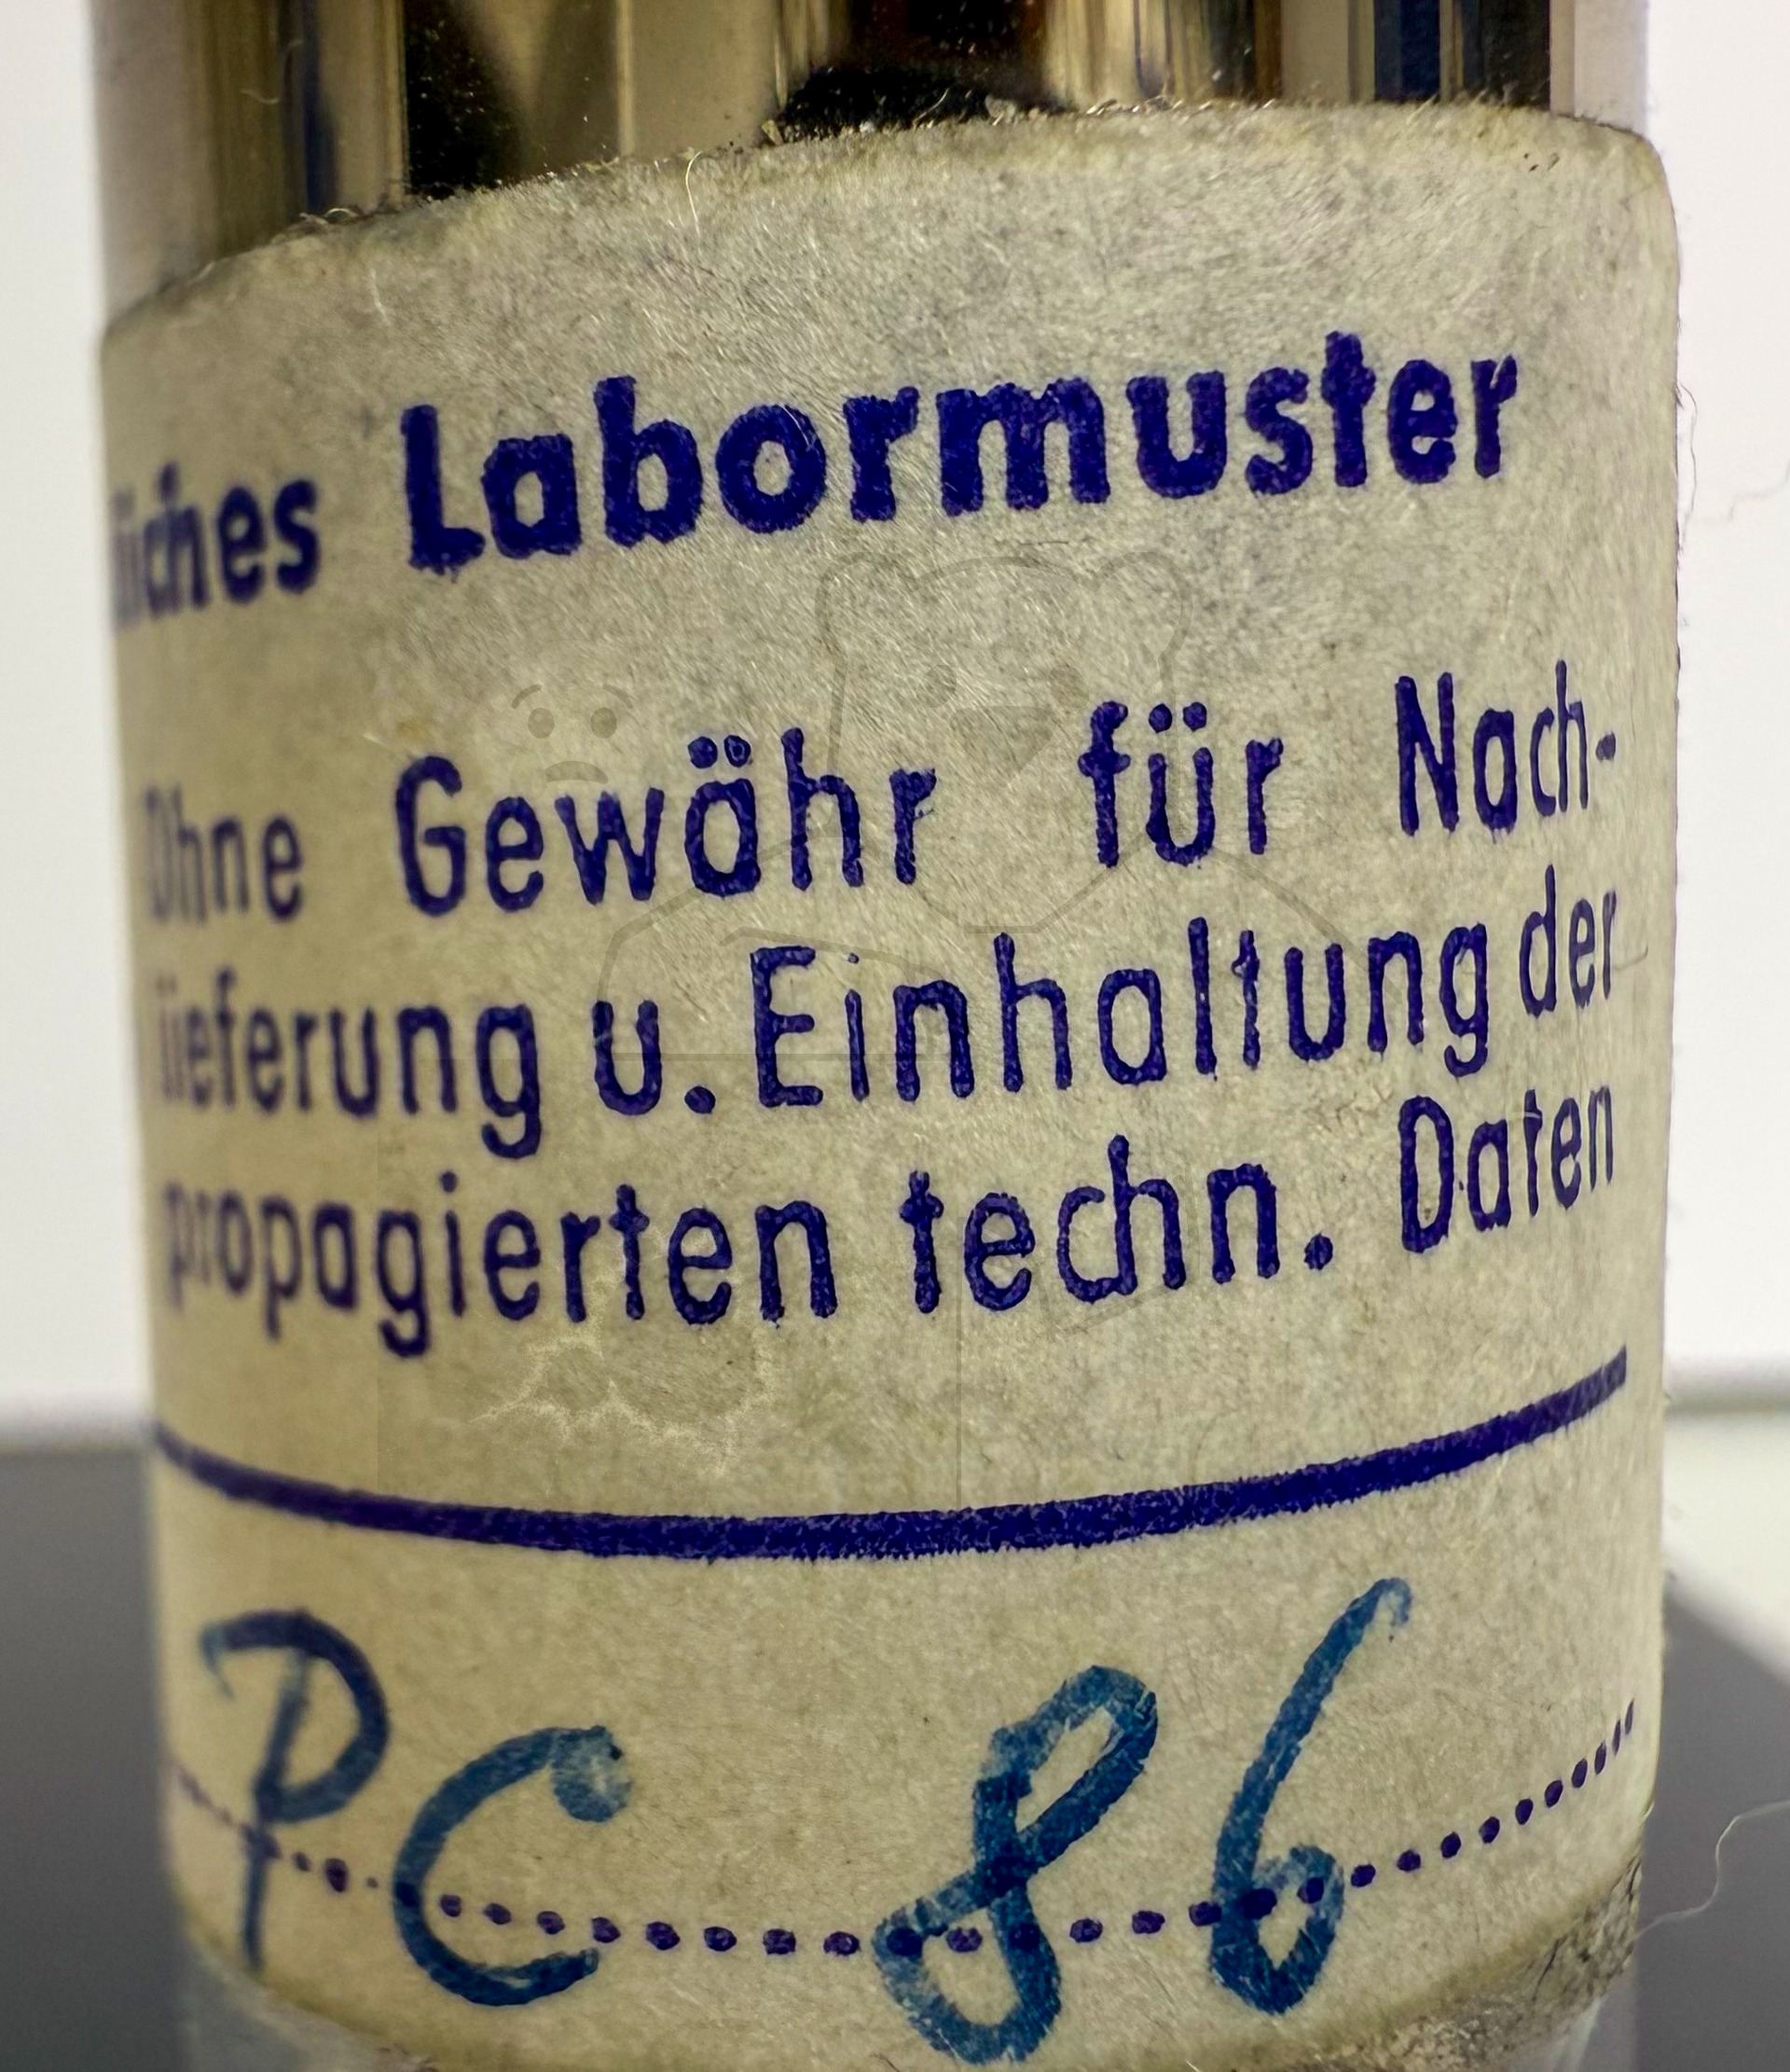 Labormuster
Ohne Gewähr für Nach-
lieferung u. Einhaltung der
propagierten techn. Daten
PC 86